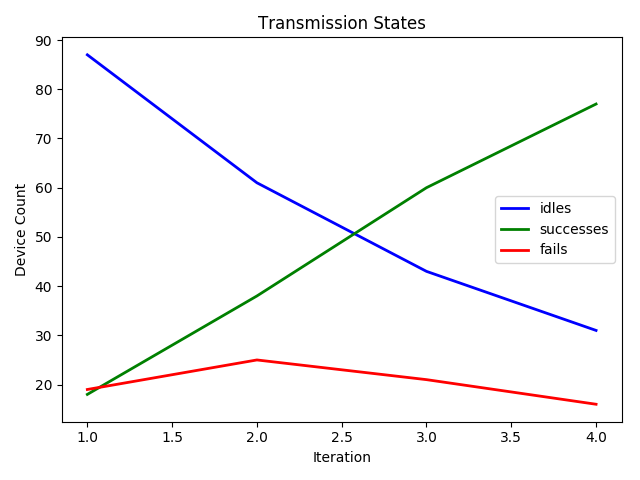 Transmission States
Device Count
90
80
70
60
50
40
30
20
idles
successes
fails
1.0 1.5 2.0 2.5 3.0 3.5 4.0
Iteration